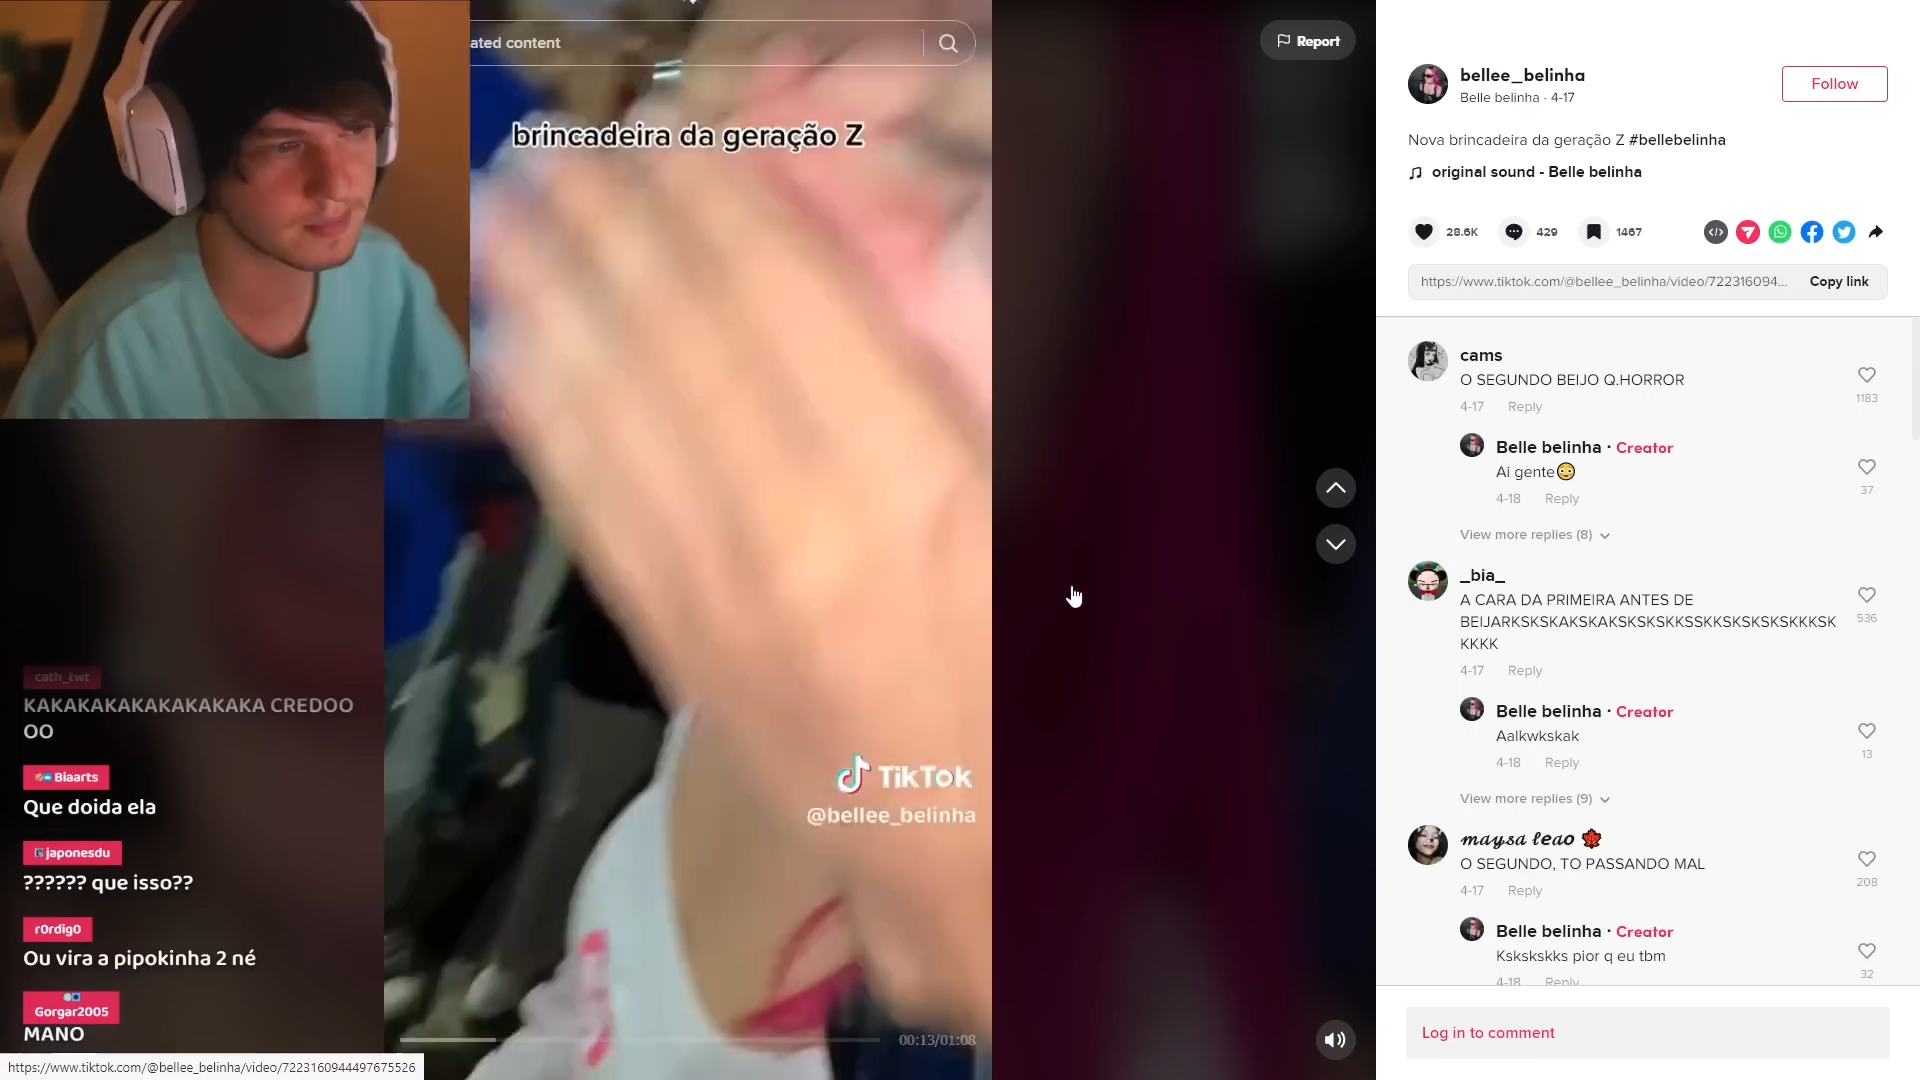 ated content
Report
brincadeira da geração Z
TikTok
@bellee_belinha
00:13/01:08
cath_twt
KAKAKAKAKAKAKAKAKA CREDOO
OO
Biaarts
Que doida ela
japonesdu
?????? que isso??
r0rdig0
Ou vira a pipokinha 2 né
Gorgar2005
MANO
https://www.tiktok.com/@bellee_belinha/video/7223160944497675526
bellee_belinha
Belle belinha · 4-17
Follow
Nova brincadeira da geração Z #bellebelinha
original sound - Belle belinha
28.6K 429 1467
https://www.tiktok.com/@bellee_belinha/video/722316094... Copy link
cams
O SEGUNDO BEIJO Q.HORROR
4-17 Reply
1183
Belle belinha · Creator
Ai gente😳
4-18 Reply
37
View more replies (8)
_bia_
A CARA DA PRIMEIRA ANTES DE
BEIJARKSKSKAKSKAKSKSKSKKSSKKSKSKSKSKKKSK
KKKK
4-17 Reply
536
Belle belinha · Creator
Aalkwkskak
4-18 Reply
13
View more replies (9)
maysa leao 🍁
O SEGUNDO, TO PASSANDO MAL
4-17 Reply
208
Belle belinha · Creator
Ksksksskks pior q eu tbm
4-18 Reply
32
Log in to comment